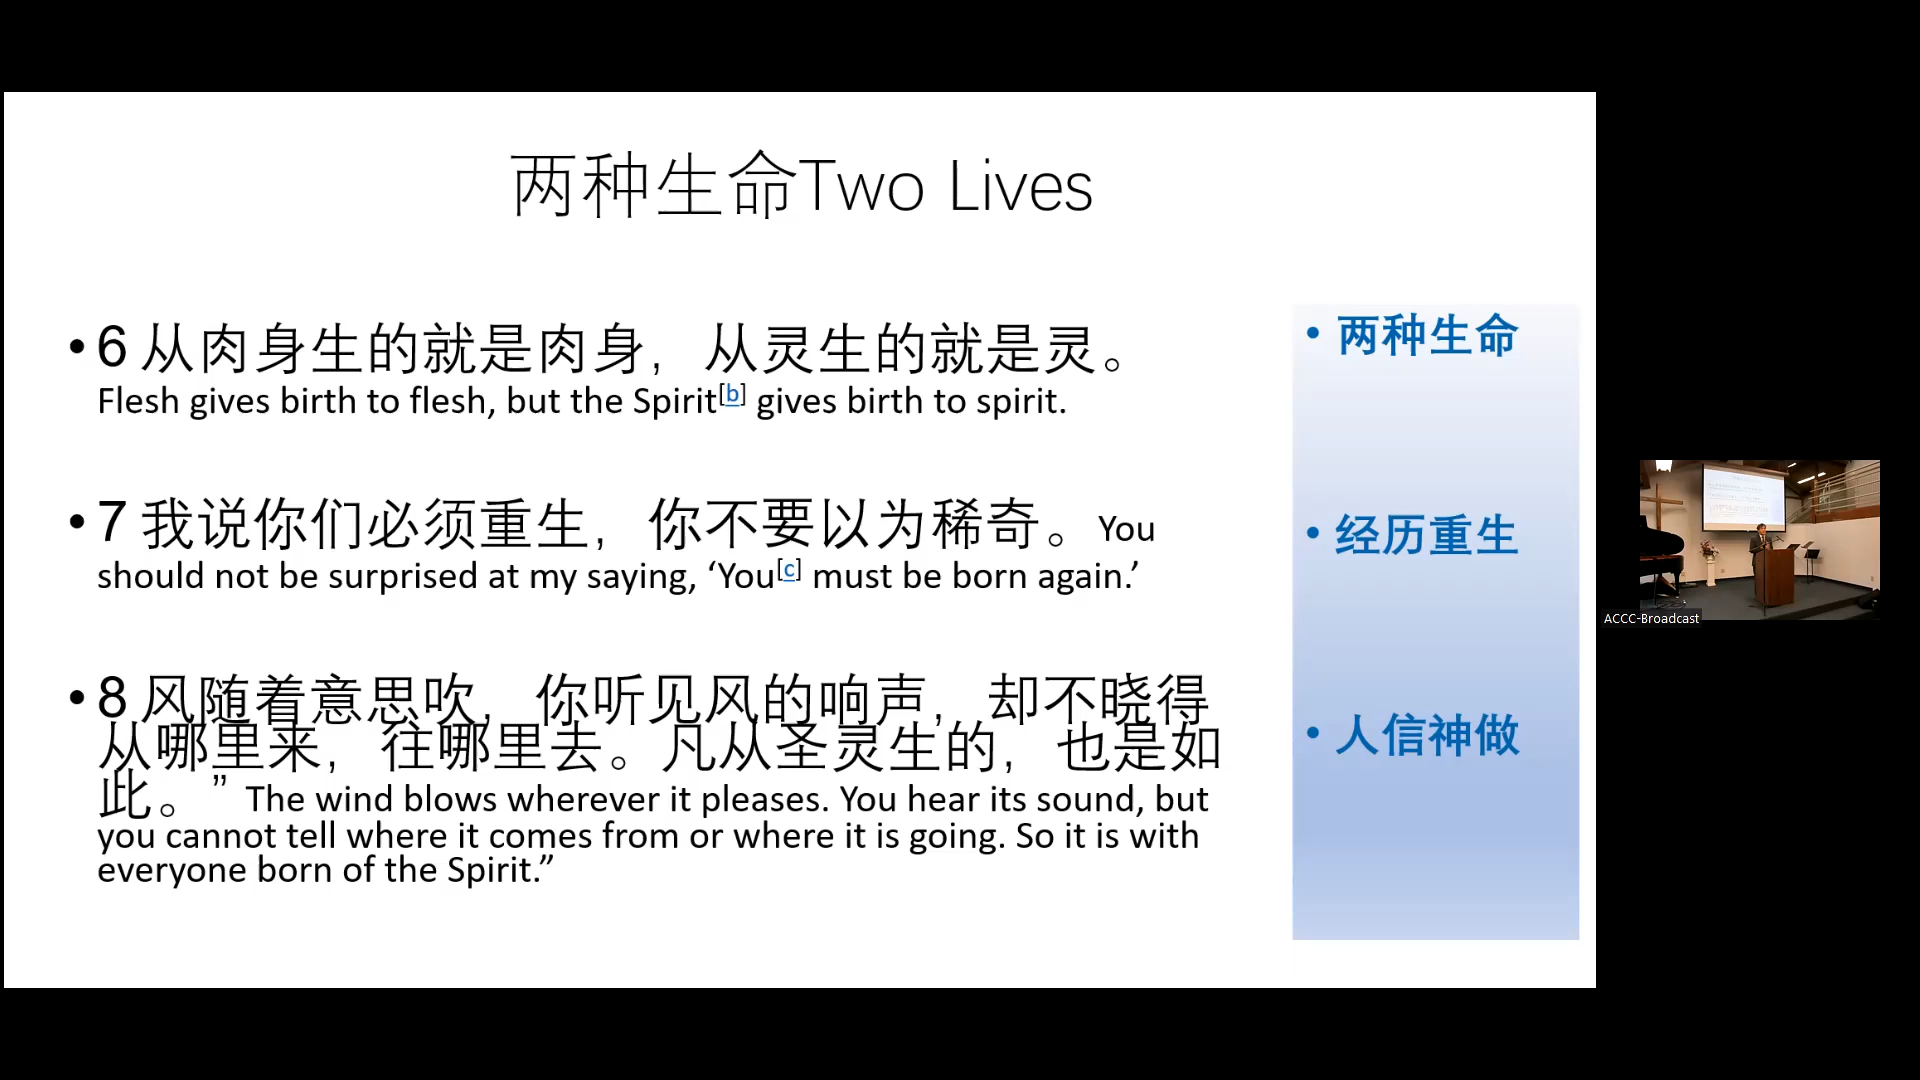 两种生命Two Lives
• 6 从肉身生的就是肉身，从灵生的就是灵。
Flesh gives birth to flesh, but the Spirit[b] gives birth to spirit.
• 7 我说你们必须重生，你不要以为稀奇。You
should not be surprised at my saying, ‘You[c] must be born again.’
• 8 风随着意思吹，你听见风的响声，却不晓得
从哪里来，往哪里去。凡从圣灵生的，也是如
此。” The wind blows wherever it pleases. You hear its sound, but
you cannot tell where it comes from or where it is going. So it is with
everyone born of the Spirit.”
• 两种生命
• 经历重生
• 人信神做
ACCC-Broadcast